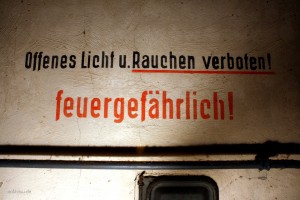 Offenes Licht u. Rauchen verboten!
feuergefährlich!